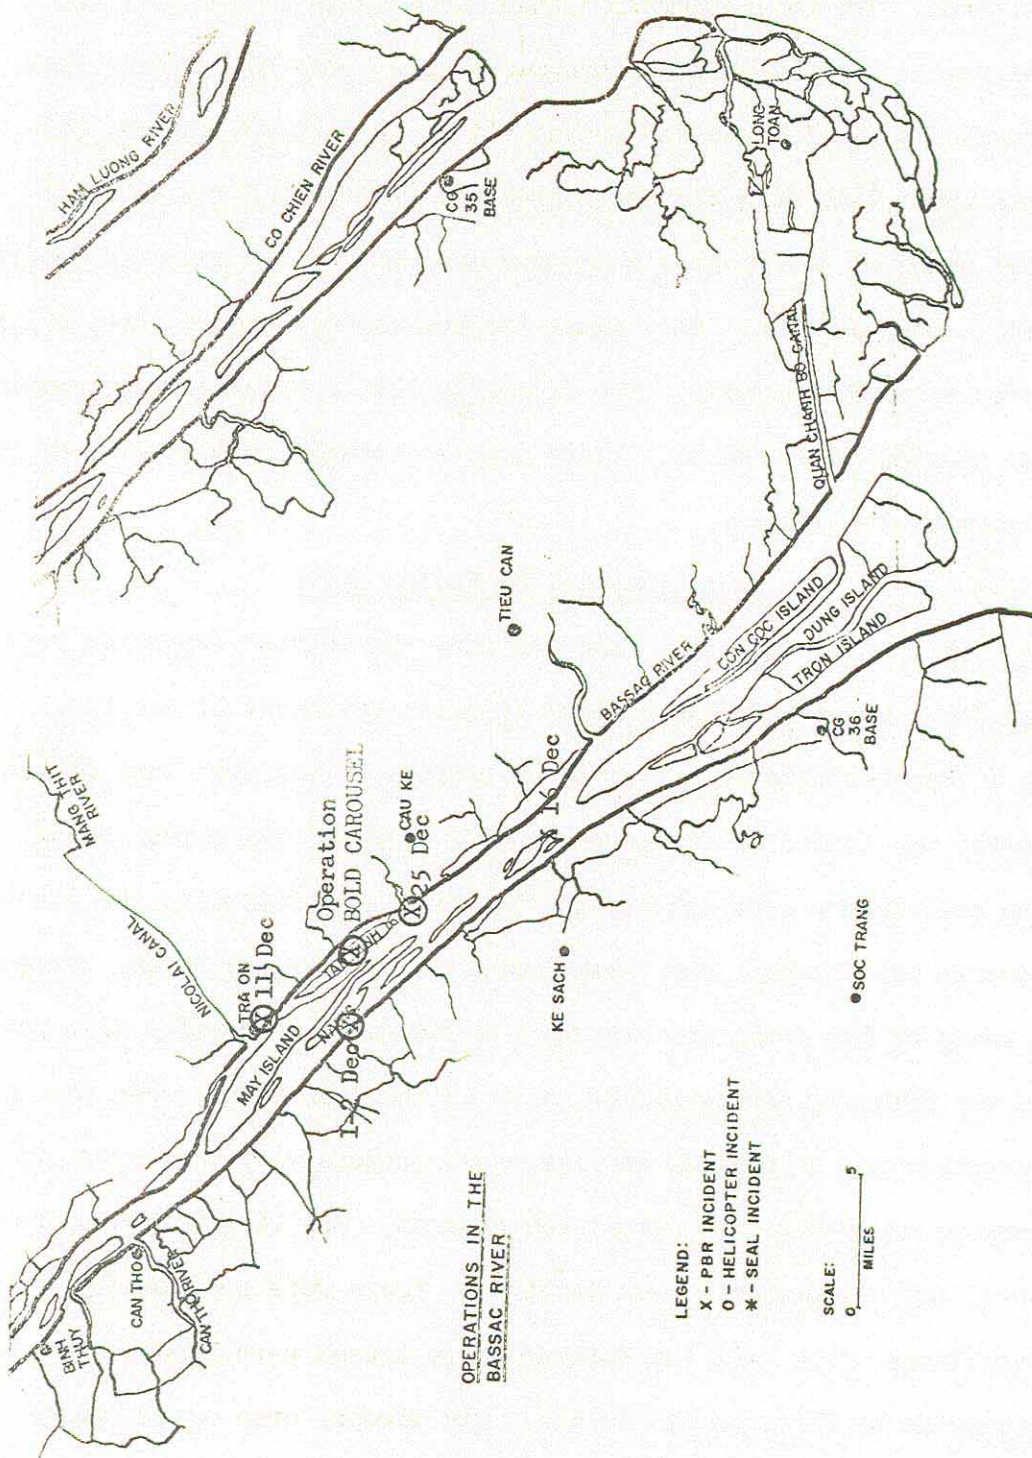 HAM LUONG RIVER
CO CHIEN RIVER
CG
35
BASE
LONG
TOAN
QUAN CHANH BO CANAL
MANG THIT
RIVER
NICOLAI CANAL
TIEU CAN
BASSAC RIVER
CON COC ISLAND
DUNG ISLAND
TRON ISLAND
CG
36
BASE
TRA ON
X 11 Dec
Operation
BOLD CAROUSEL
X
CAU KE
X 25 Dec
X 16 Dec
MAY ISLAND
1-2 Dec X
KE SACH
SOC TRANG
BINH
THUY
CAN THO
CAN THO RIVER
OPERATIONS IN THE
BASSAC RIVER
LEGEND:
X - PBR INCIDENT
O - HELICOPTER INCIDENT
* - SEAL INCIDENT
SCALE:
0 5
MILES